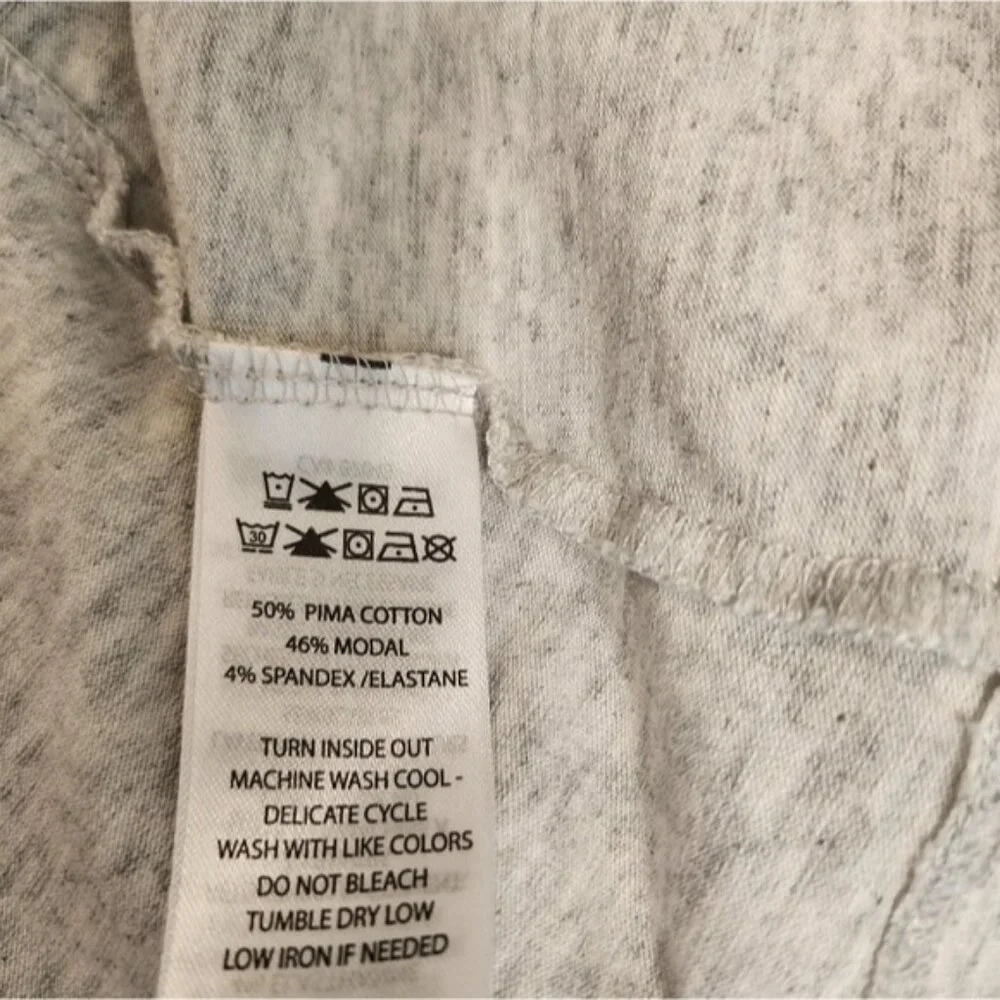 30
50% PIMA COTTON
46% MODAL
4% SPANDEX /ELASTANE
TURN INSIDE OUT
MACHINE WASH COOL -
DELICATE CYCLE
WASH WITH LIKE COLORS
DO NOT BLEACH
TUMBLE DRY LOW
LOW IRON IF NEEDED